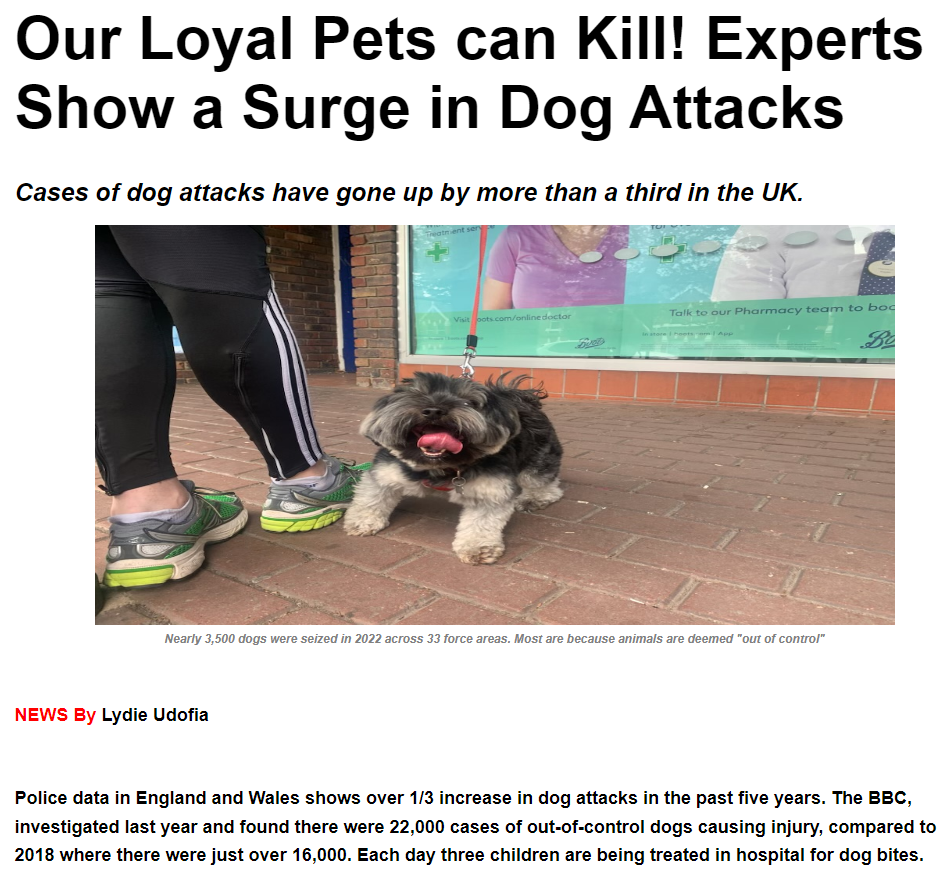 Our Loyal Pets can Kill! Experts
Show a Surge in Dog Attacks
Cases of dog attacks have gone up by more than a third in the UK.
Treatment
Talk to our Pharmacy team to
Boots
Nearly 3,500 dogs were seized in 2022 across 33 force areas. Most are because animals are deemed "out of control"
NEWS By Lydie Udofia
Police data in England and Wales shows over 1/3 increase in dog attacks in the past five years. The BBC,
investigated last year and found there were 22,000 cases of out-of-control dogs causing injury, compared to
2018 where there were just over 16,000. Each day three children are being treated in hospital for dog bites.